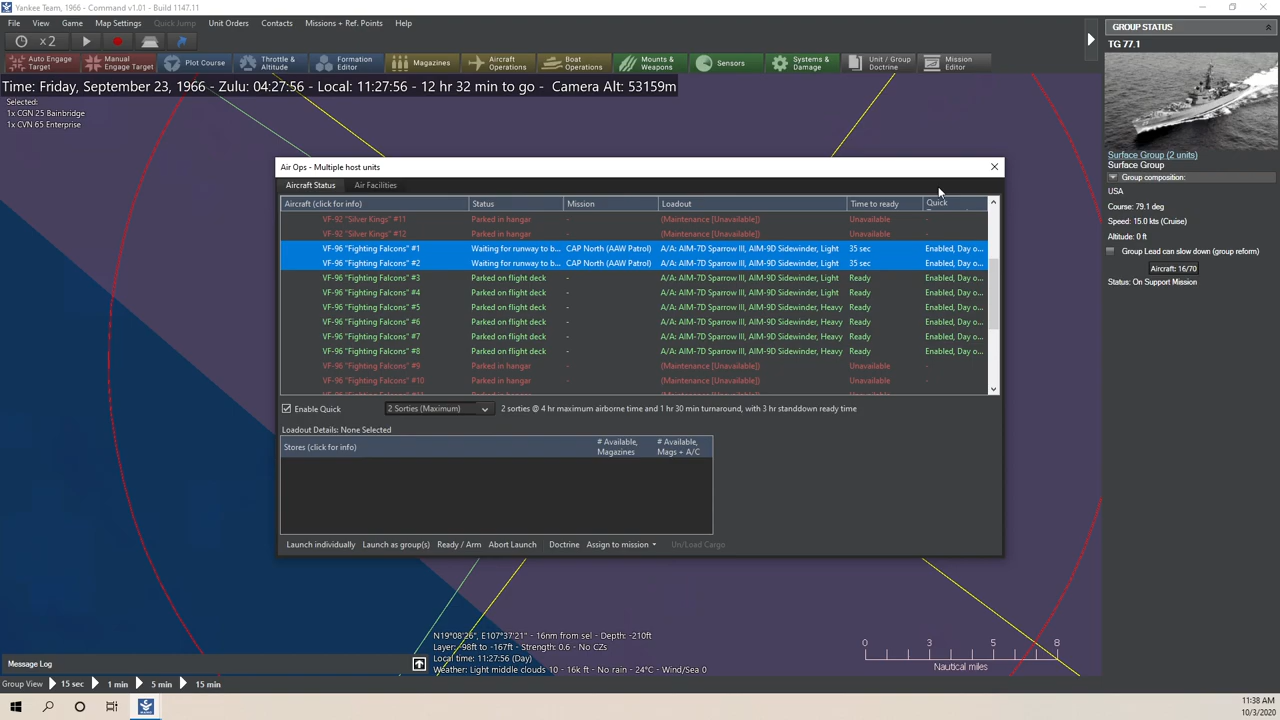 Yankee Team, 1966 - Command v1.01 - Build 1147.11
File View Game Map Settings Quick Jump Unit Orders Contacts Missions + Ref. Points Help
x 2
Auto Engage Target Manual Engage Target Plot Course Throttle & Altitude Formation Editor Magazines Aircraft Operations Boat Operations Mounts & Weapons Sensors Systems & Damage Unit / Group Doctrine Mission Editor
Time: Friday, September 23, 1966 - Zulu: 04:27:56 - Local: 11:27:56 - 12 hr 32 min to go - Camera Alt: 53159m
Selected:
1x CGN 25 Bainbridge
1x CVN 65 Enterprise
Air Ops - Multiple host units
Aircraft Status Air Facilities
Aircraft (click for info) Status Mission Loadout Time to ready Quick
VF-92 "Silver Kings" #11 Parked in hangar - (Maintenance [Unavailable]) Unavailable -
VF-92 "Silver Kings" #12 Parked in hangar - (Maintenance [Unavailable]) Unavailable -
VF-96 "Fighting Falcons" #1 Waiting for runway to b... CAP North (AAW Patrol) A/A: AIM-7D Sparrow III, AIM-9D Sidewinder, Light 35 sec Enabled, Day o...
VF-96 "Fighting Falcons" #2 Waiting for runway to b... CAP North (AAW Patrol) A/A: AIM-7D Sparrow III, AIM-9D Sidewinder, Light 35 sec Enabled, Day o...
VF-96 "Fighting Falcons" #3 Parked on flight deck - A/A: AIM-7D Sparrow III, AIM-9D Sidewinder, Light Ready Enabled, Day o...
VF-96 "Fighting Falcons" #4 Parked on flight deck - A/A: AIM-7D Sparrow III, AIM-9D Sidewinder, Light Ready Enabled, Day o...
VF-96 "Fighting Falcons" #5 Parked on flight deck - A/A: AIM-7D Sparrow III, AIM-9D Sidewinder, Heavy Ready Enabled, Day o...
VF-96 "Fighting Falcons" #6 Parked on flight deck - A/A: AIM-7D Sparrow III, AIM-9D Sidewinder, Heavy Ready Enabled, Day o...
VF-96 "Fighting Falcons" #7 Parked on flight deck - A/A: AIM-7D Sparrow III, AIM-9D Sidewinder, Heavy Ready Enabled, Day o...
VF-96 "Fighting Falcons" #8 Parked on flight deck - A/A: AIM-7D Sparrow III, AIM-9D Sidewinder, Heavy Ready Enabled, Day o...
VF-96 "Fighting Falcons" #9 Parked in hangar - (Maintenance [Unavailable]) Unavailable -
VF-96 "Fighting Falcons" #10 Parked in hangar - (Maintenance [Unavailable]) Unavailable -
Enable Quick 2 Sorties (Maximum) 2 sorties @ 4 hr maximum airborne time and 1 hr 30 min turnaround, with 3 hr standdown ready time
Loadout Details: None Selected
Stores (click for info) # Available, Magazines # Available, Mags + A/C
Launch individually Launch as group(s) Ready / Arm Abort Launch Doctrine Assign to mission Un/Load Cargo
GROUP STATUS
TG 77.1
Surface Group (2 units)
Surface Group
Group composition:
USA
Course: 79.1 deg
Speed: 15.0 kts (Cruise)
Altitude: 0 ft
Group Lead can slow down (group reform)
Aircraft: 16/70
Status: On Support Mission
N19°08'26", E107°37'21" - 16nm from sel - Depth: -210ft
Layer: -98ft to -167ft - Strength: 0.6 - No CZs
Local time: 11:27:56 (Day)
Weather: Light middle clouds 10 - 16k ft - No rain - 24°C - Wind/Sea 0
0 3 5 8
Nautical miles
Message Log
Group View 15 sec 1 min 5 min 15 min
11:38 AM
10/3/2020